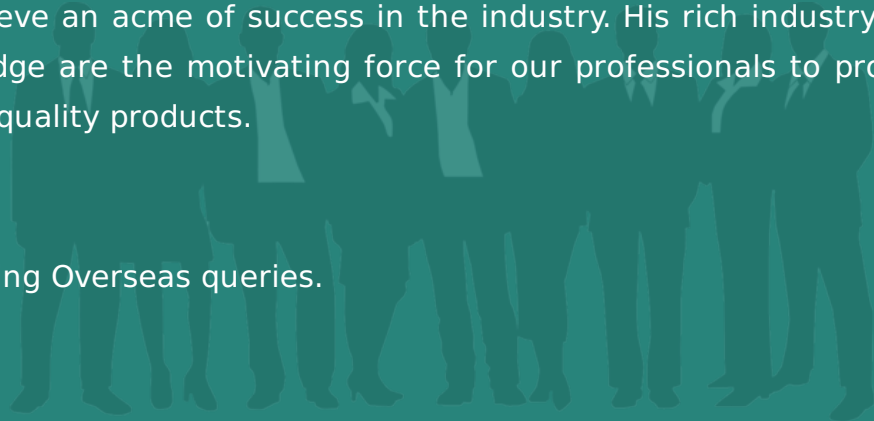 eve an acme of success in the industry. His rich industry
dge are the motivating force for our professionals to pro
quality products.
ng Overseas queries.